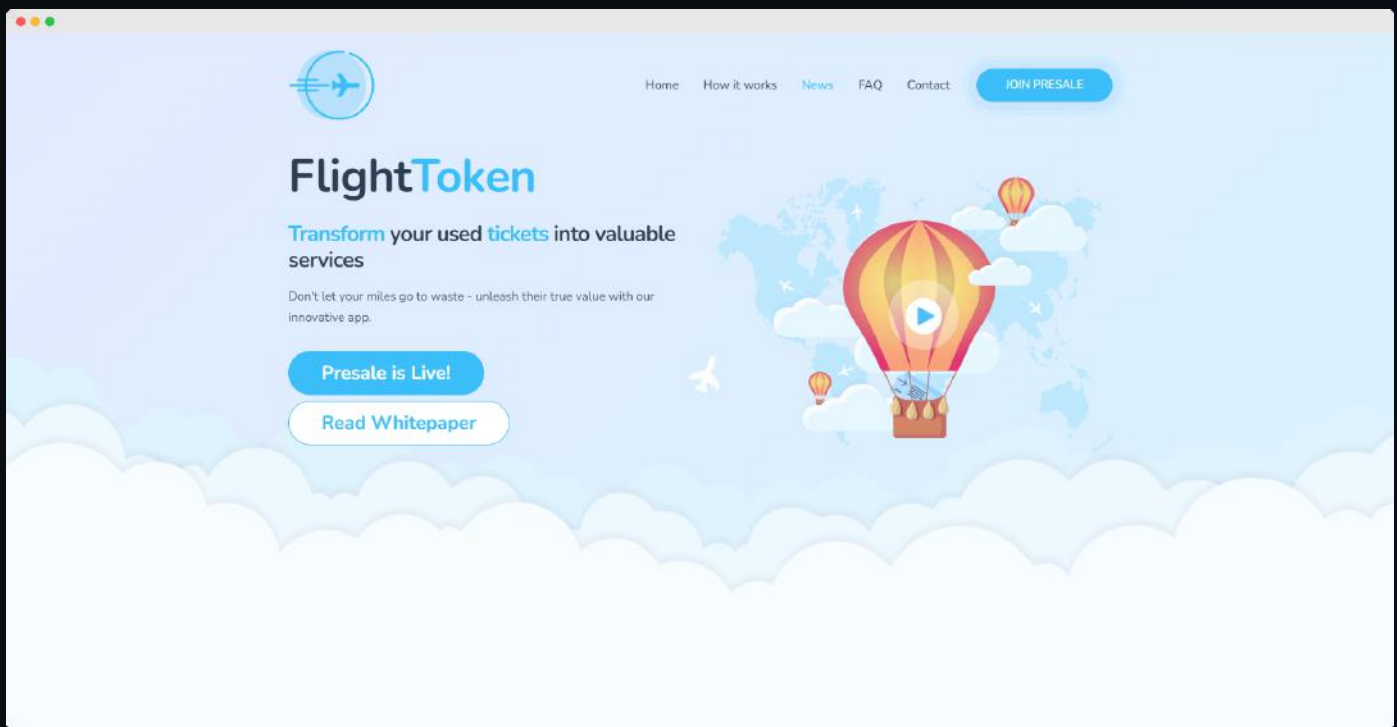 Home How it works News FAQ Contact JOIN PRESALE
FlightToken
Transform your used tickets into valuable
services
Don't let your miles go to waste - unleash their true value with our
innovative app.
Presale is Live!
Read Whitepaper